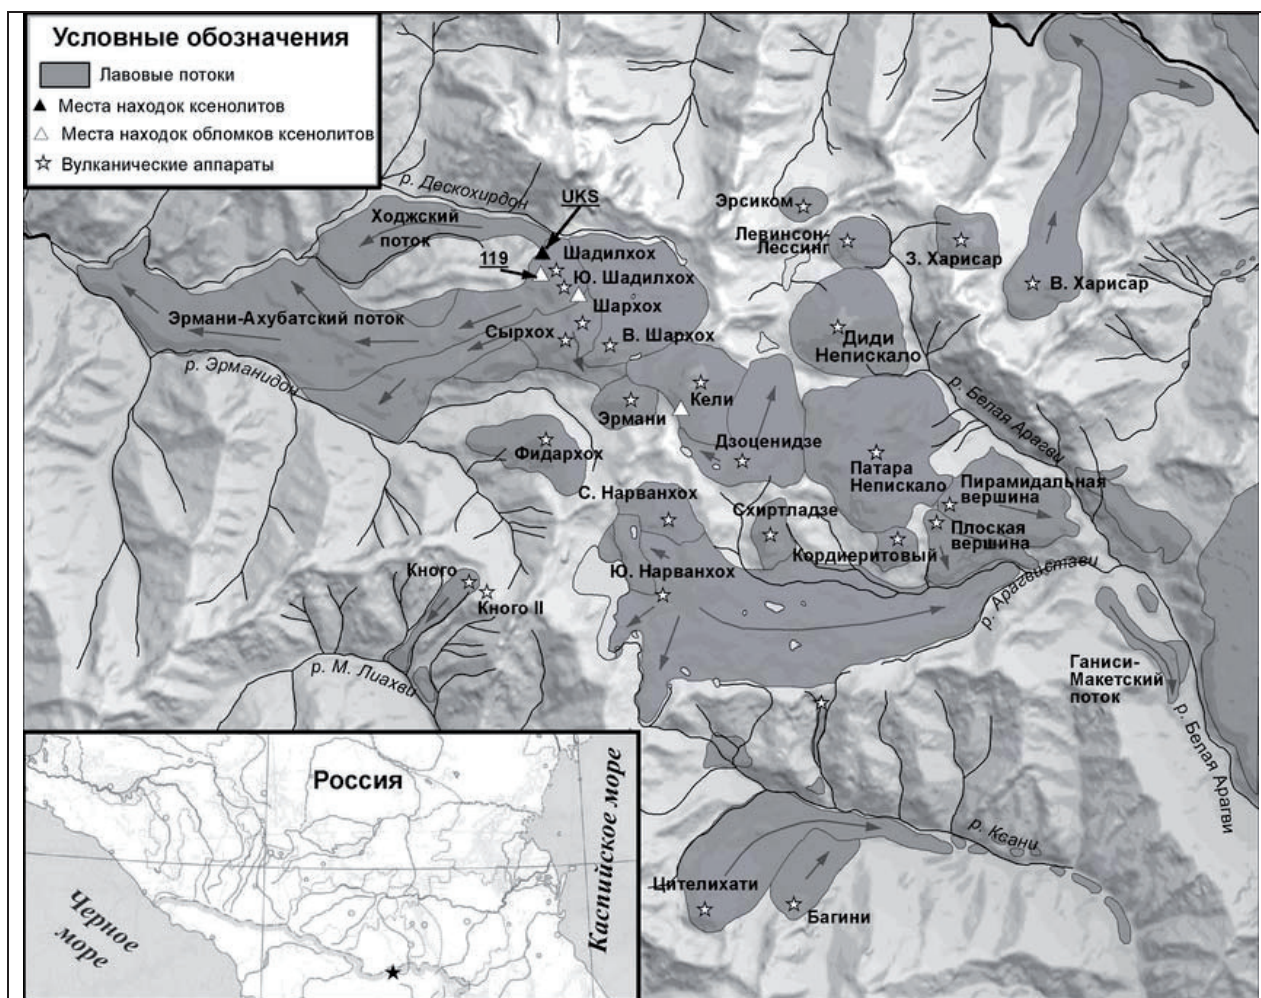 Условные обозначения
Лавовые потоки
Места находок ксенолитов
Места находок обломков ксенолитов
Вулканические аппараты
р. Дескохирдон
UKS
Ходжский
поток
119
Шадилхох
Ю. Шадилхох
Шархох
Сырхох
В. Шархох
Эрмани-Ахубатский поток
р. Эрманидон
Эрсиком
Левинсон-
Лессинг
З. Харисар
В. Харисар
Диди
Непискало
Кели
Эрмани
Дзоценидзе
Фидархох
р. Белая Арагви
Патара
Непискало
Пирамидальная
вершина
Плоская
вершина
С. Нарванхох
Схиртладзе
Кордиеритовый
Ю. Нарванхох
р. Арагвистави
Кного
Кного II
р. М. Лиахви
Ганиси-
Макетский
поток
р. Белая Арагви
р. Ксани
Цителихати
Багини
Россия
Черное
море
Каспийское море